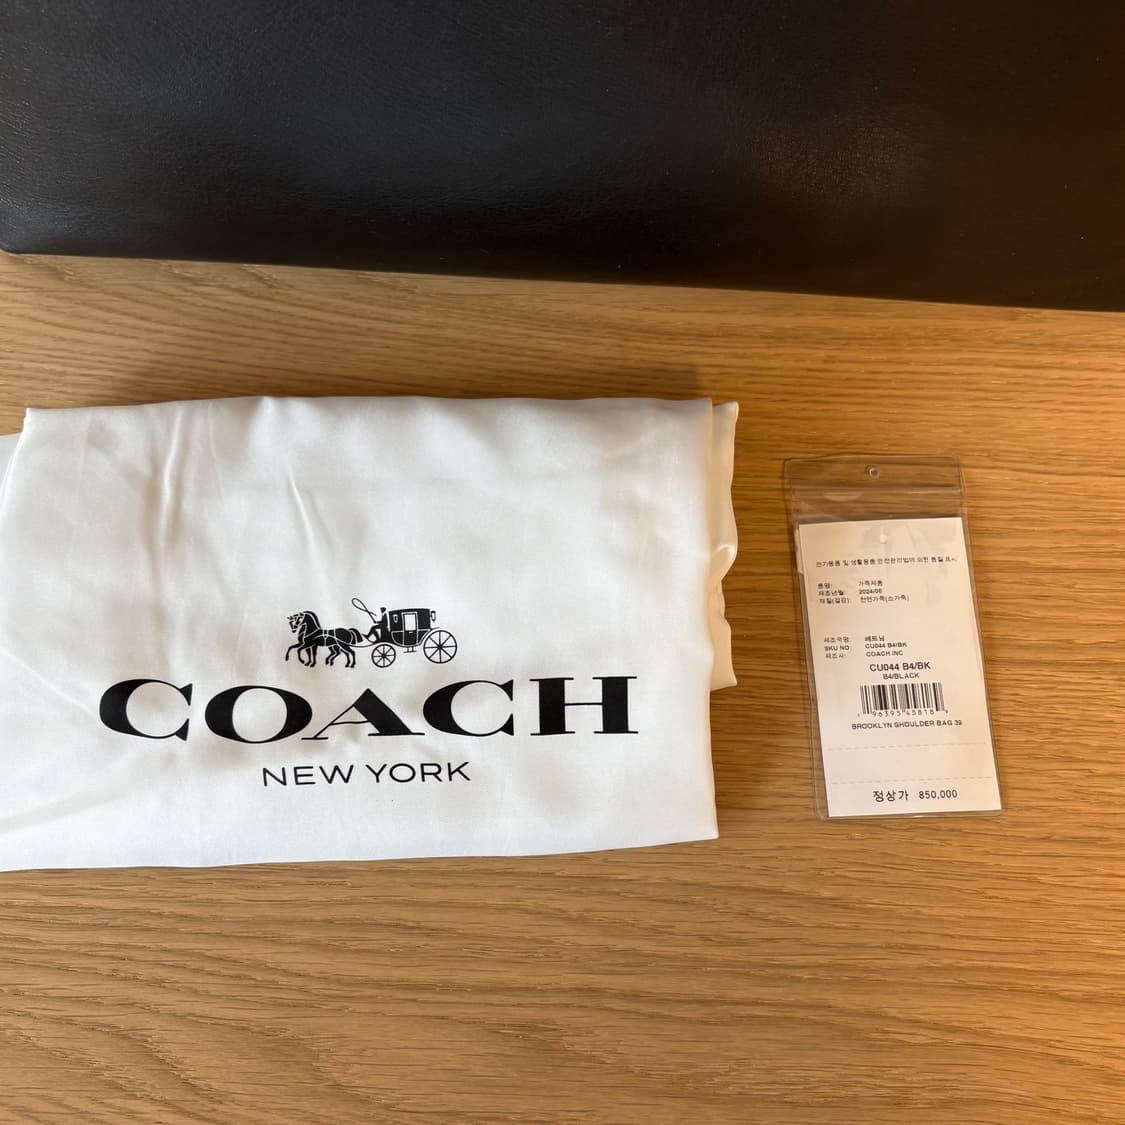 COACH
NEW YORK
전기용품 및 생활용품 안전관리법에 의한 품질 표시
품명: 가죽제품
제조년월: 2024/06
재질(겉감): 천연가죽(소가죽)
제조국명: 베트남
SKU NO: CU044 B4/BK
제조사: COACH INC
CU044 B4/BK
B4/BLACK
1 96395 45818 9
BROOKLYN SHOULDER BAG 39
정상가 850,000